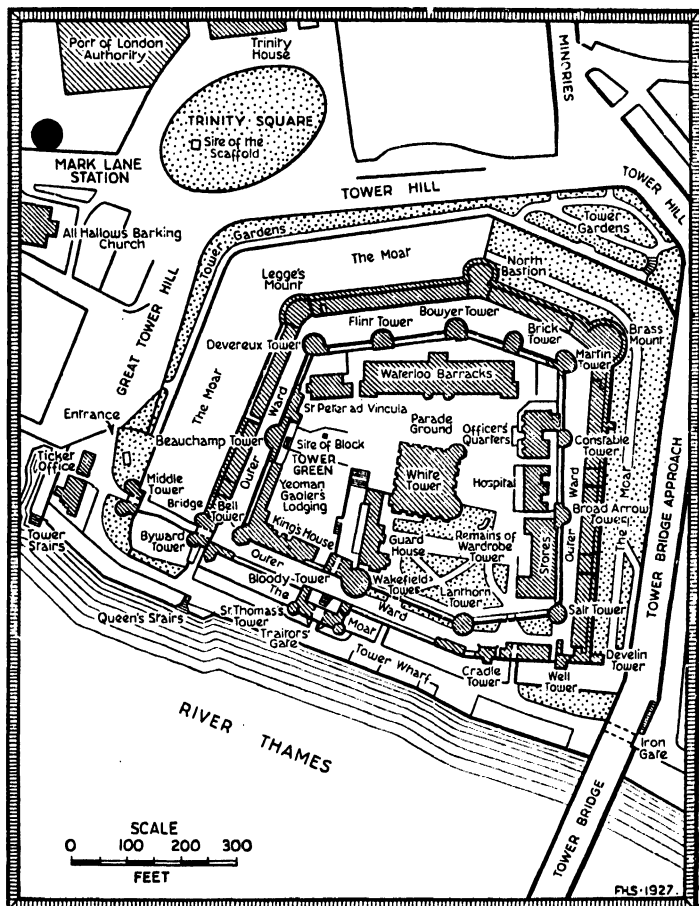 Port of London
Authority
Trinity
House
MINORIES
TRINITY SQUARE
Site of the
Scaffold
MARK LANE
STATION
TOWER HILL
TOWER HILL
All Hallows Barking
Church
Tower Gardens
Tower
Gardens
GREAT TOWER HILL
The Moat
North
Bastion
Legge's
Mount
Bowyer Tower
Flint Tower
Brick
Tower
Brass
Mount
Devereux Tower
Martin
Tower
Waterloo Barracks
The Moat
Outer Ward
St Peter ad Vincula
Parade
Ground
Officers'
Quarters
Entrance
Beauchamp Tower
Site of Block
TOWER
GREEN
Constable
Tower
Ticket
Office
Middle
Tower
White
Tower
Hospital
Yeoman
Gaoler's
Lodging
Bridge
Bell
Tower
Broad Arrow
Tower
The Moat
TOWER BRIDGE APPROACH
Tower
Stairs
Byward
Tower
King's House
Guard
House
Remains of
Wardrobe
Tower
Stores
Outer Ward
Outer Ward
Bloody Tower
Wakefield
Tower
Lanthorn
Tower
Salt Tower
Queen's Stairs
St. Thomas's
Tower
Traitors'
Gate
The Moat
Tower Wharf
Cradle
Tower
Well
Tower
Develin
Tower
RIVER THAMES
Iron
Gate
TOWER BRIDGE
SCALE
0 100 200 300
FEET
FHS·1927.